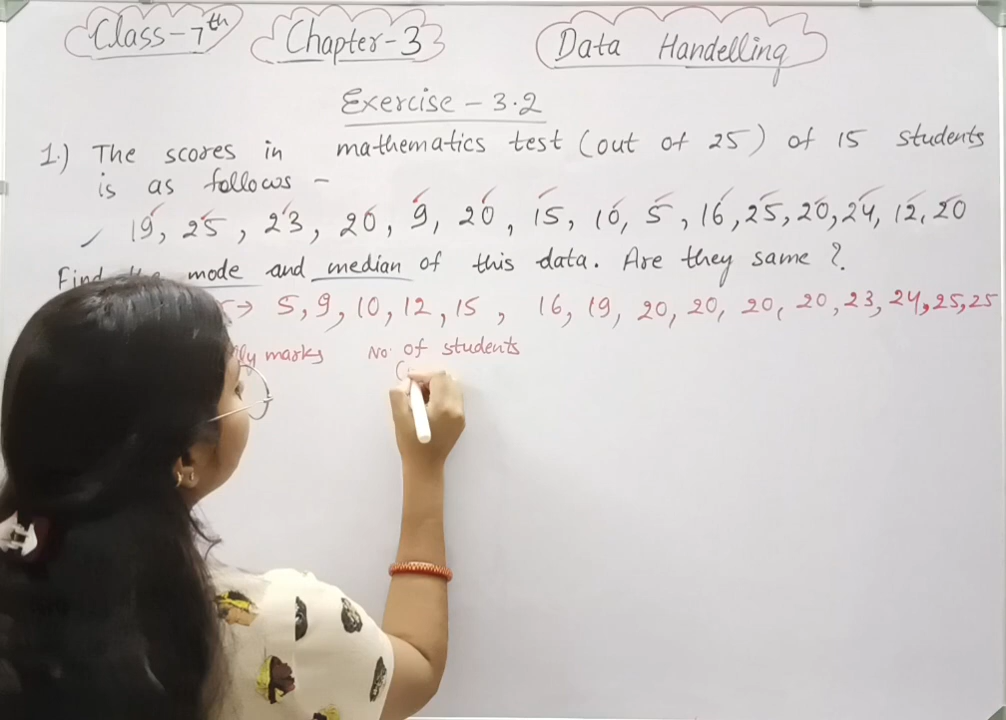 Class-7th Chapter-3 Data Handelling
Exercise - 3.2
1.) The scores in mathematics test (out of 25) of 15 students
is as follows -
19, 25, 23, 20, 9, 20, 15, 10, 5, 16, 25, 20, 24, 12, 20
Find the mode and median of this data. Are they same?
→ 5, 9, 10, 12, 15, 16, 19, 20, 20, 20, 20, 23, 24, 25, 25
marks No. of students